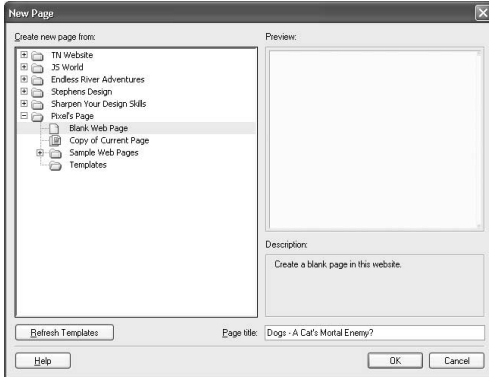 New Page
Create new page from:
Preview:
TN Website
JS World
Endless River Adventures
Stephens Design
Sharpen Your Design Skills
Pixel's Page
Blank Web Page
Copy of Current Page
Sample Web Pages
Templates
Description:
Create a blank page in this website.
Refresh Templates
Page title:
Dogs - A Cat's Mortal Enemy?
Help
OK
Cancel